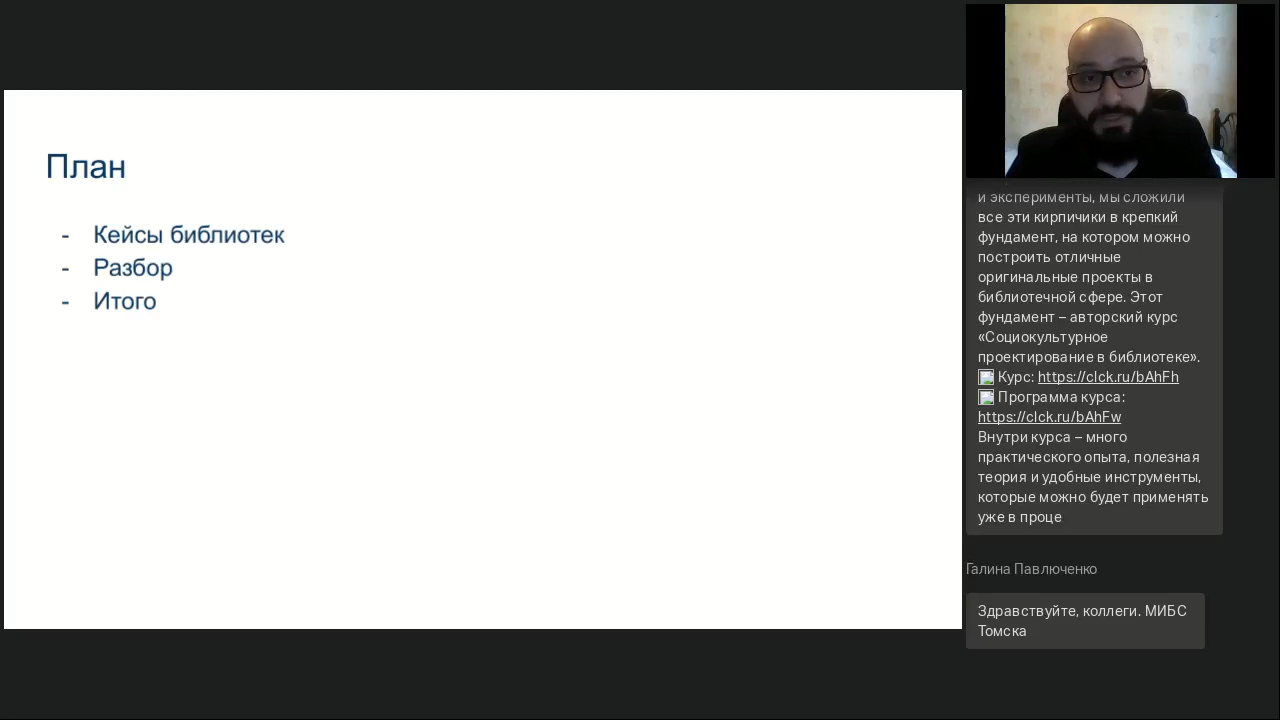 План
- Кейсы библиотек
- Разбор
- Итого
и эксперименты, мы сложили
все эти кирпичики в крепкий
фундамент, на котором можно
построить отличные
оригинальные проекты в
библиотечной сфере. Этот
фундамент – авторский курс
«Социокультурное
проектирование в библиотеке».
Курс: https://clck.ru/bAhFh
Программа курса:
https://clck.ru/bAhFw
Внутри курса – много
практического опыта, полезная
теория и удобные инструменты,
которые можно будет применять
уже в проце
Галина Павлюченко
Здравствуйте, коллеги. МИБС
Томска